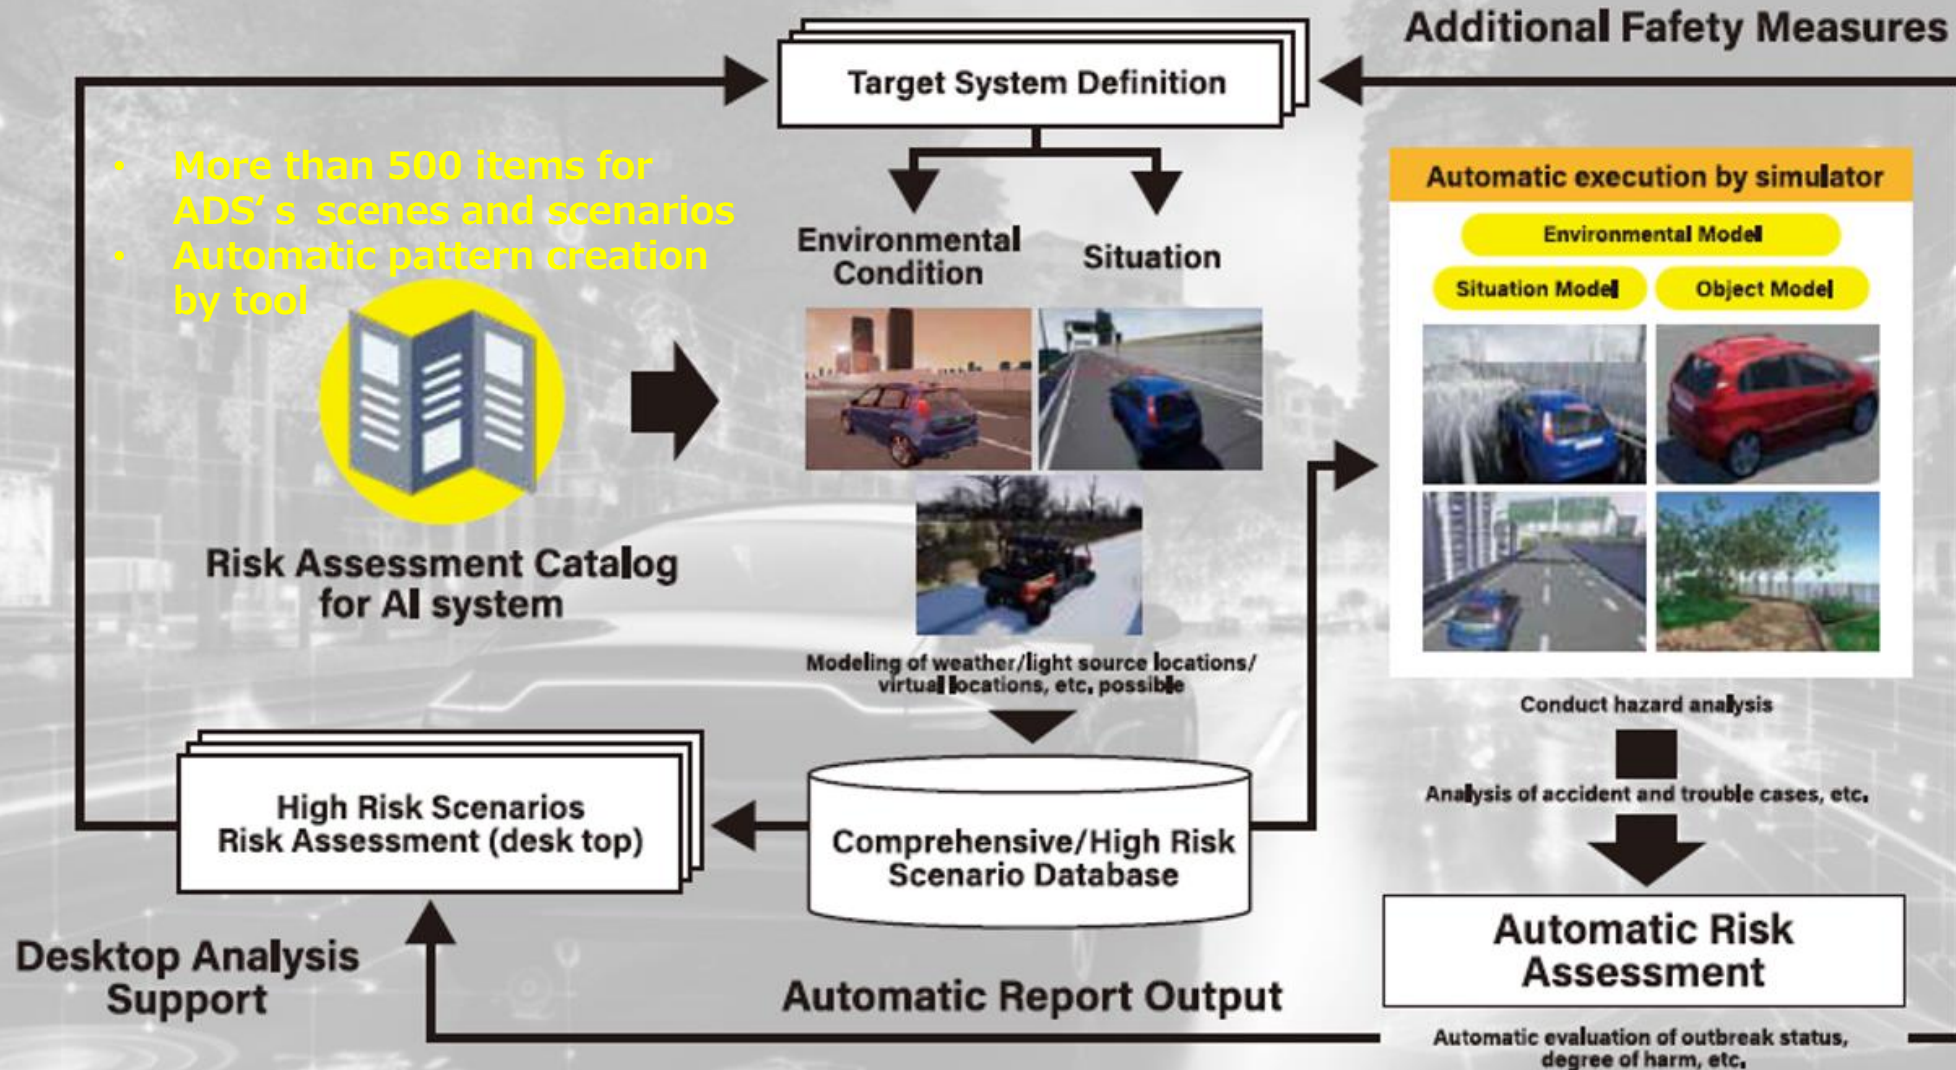 Additional Fafety Measures
Target System Definition
• More than 500 items for
ADS’ s scenes and scenarios
• Automatic pattern creation
by tool
Environmental
Condition
Situation
Automatic execution by simulator
Environmental Model
Situation Model
Object Model
Risk Assessment Catalog
for AI system
Modeling of weather/light source locations/
virtual locations, etc. possible
Conduct hazard analysis
Analysis of accident and trouble cases, etc.
High Risk Scenarios
Risk Assessment (desk top)
Comprehensive/High Risk
Scenario Database
Automatic Risk
Assessment
Desktop Analysis
Support
Automatic Report Output
Automatic evaluation of outbreak status,
degree of harm, etc.